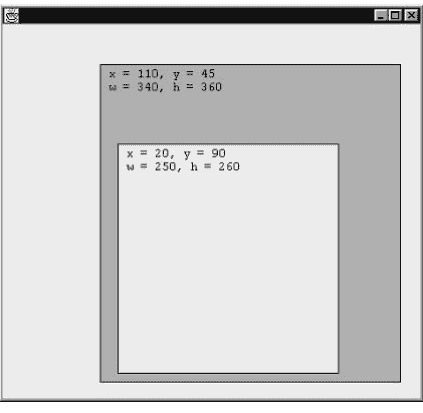 x = 110, y = 45
w = 340, h = 360
x = 20, y = 90
w = 250, h = 260